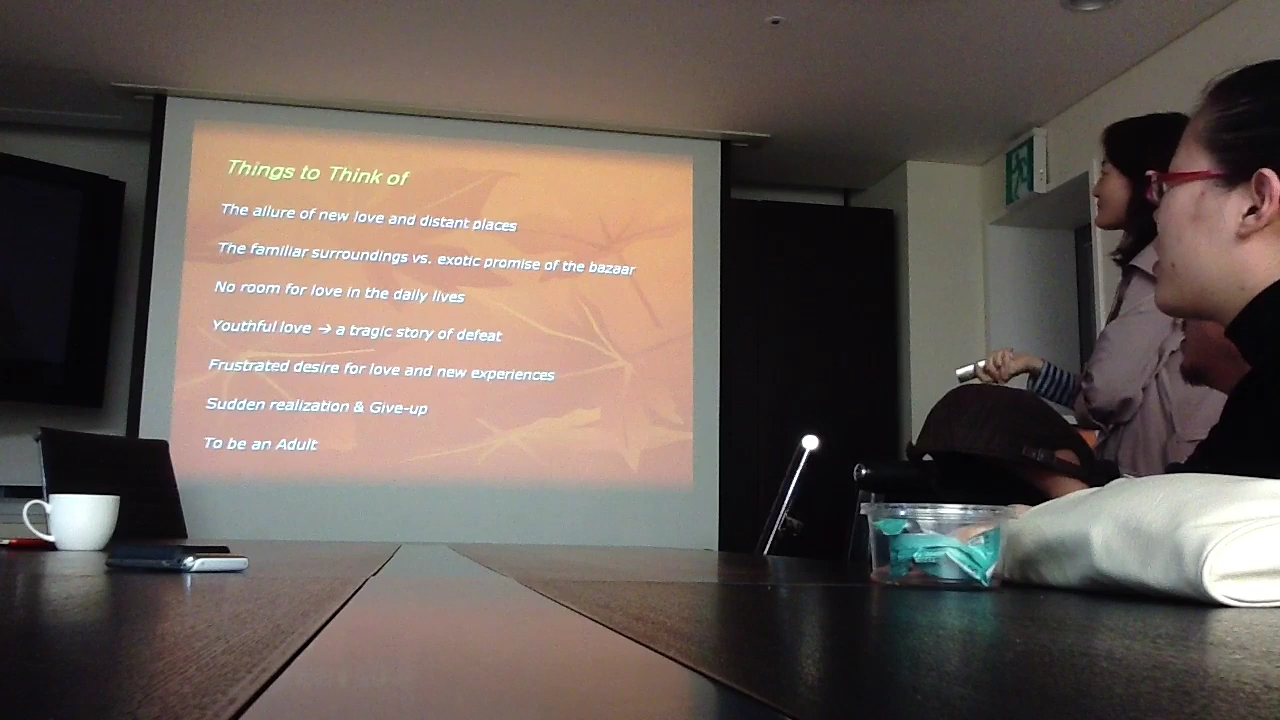 Things to Think of
The allure of new love and distant places
The familiar surroundings vs. exotic promise of the bazaar
No room for love in the daily lives
Youthful love → a tragic story of defeat
Frustrated desire for love and new experiences
Sudden realization & Give-up
To be an Adult